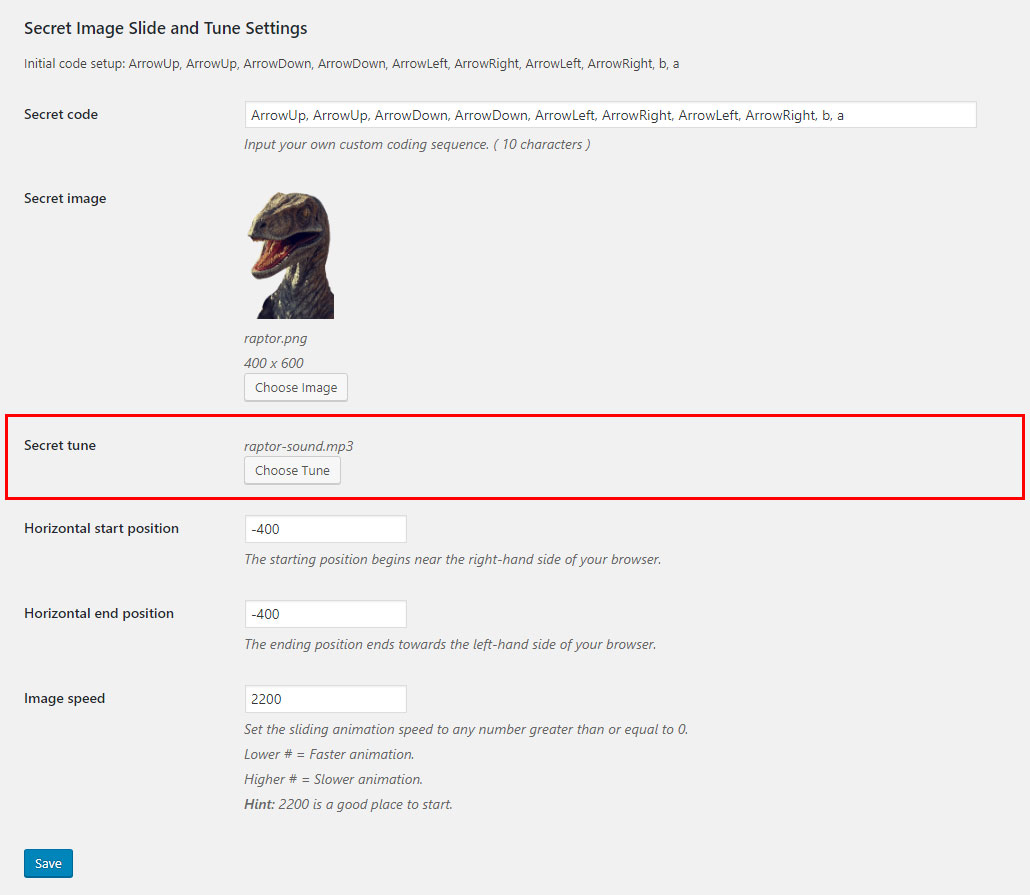 Secret Image Slide and Tune Settings
Initial code setup: ArrowUp, ArrowUp, ArrowDown, ArrowDown, ArrowLeft, ArrowRight, ArrowLeft, ArrowRight, b, a
Secret code
ArrowUp, ArrowUp, ArrowDown, ArrowDown, ArrowLeft, ArrowRight, ArrowLeft, ArrowRight, b, a
Input your own custom coding sequence. ( 10 characters )
Secret image
raptor.png
400 x 600
Choose Image
Secret tune
raptor-sound.mp3
Choose Tune
Horizontal start position
-400
The starting position begins near the right-hand side of your browser.
Horizontal end position
-400
The ending position ends towards the left-hand side of your browser.
Image speed
2200
Set the sliding animation speed to any number greater than or equal to 0.
Lower # = Faster animation.
Higher # = Slower animation.
Hint: 2200 is a good place to start.
Save